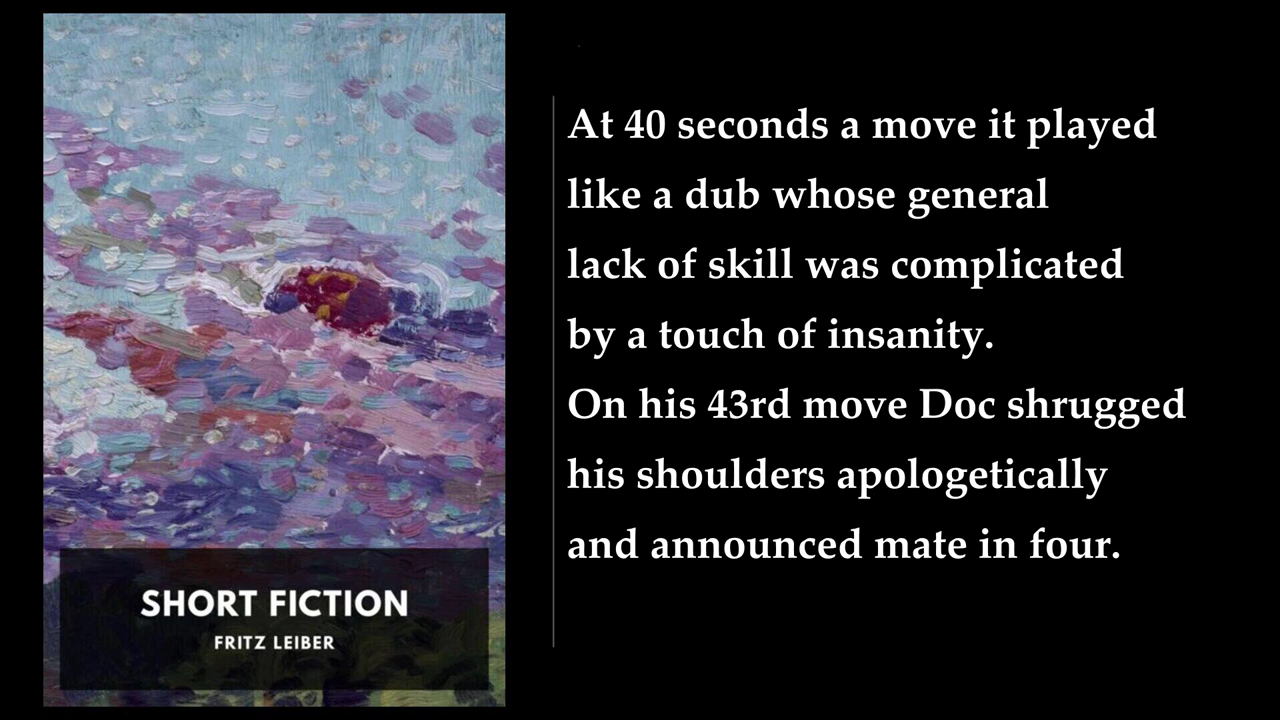 SHORT FICTION
FRITZ LEIBER
At 40 seconds a move it played
like a dub whose general
lack of skill was complicated
by a touch of insanity.
On his 43rd move Doc shrugged
his shoulders apologetically
and announced mate in four.